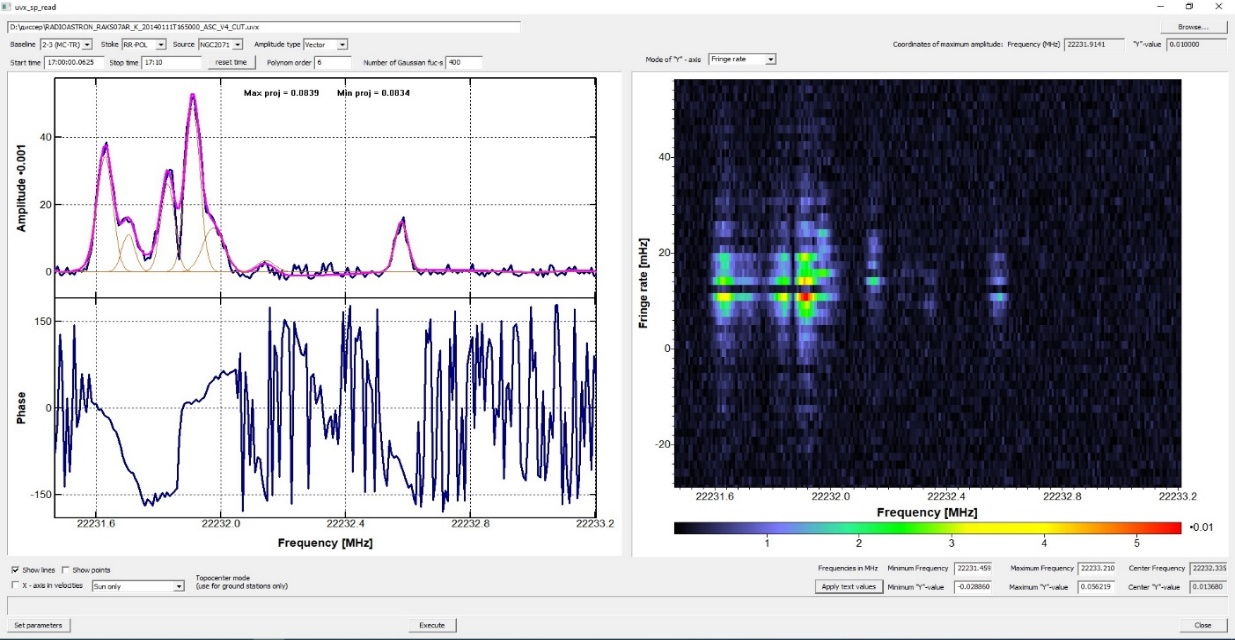 uvx_sp_read
D:\диссер\RADIOASTRON_RAKS07AR_K_20140111T165000_ASC_V4_CUT.uvx
Browse...
Baseline 2-3 (MC-TR) Stoke RR-POL Source NGC2071 Amplitude type Vector
Coordinates of maximum amplitude: Frequency (MHz) 22231.9141 "Y"-value 0.010000
Start time 17:00:00.0625 Stop time 17:10 reset time Polynom order 6 Number of Gaussian fuc-s 400
Mode of "Y" - axis Fringe rate
Max proj = 0.0839 Min proj = 0.0834
Amplitude •0.001
40
20
0
Phase
150
0
-150
22231.6 22232.0 22232.4 22232.8 22233.2
Frequency [MHz]
Fringe rate [mHz]
40
20
0
-20
22231.6 22232.0 22232.4 22232.8 22233.2
Frequency [MHz]
•0.01
1 2 3 4 5
Show lines Show points
X - axis in velocities Sun only
Topocenter mode
(use for ground stations only)
Frequencies in MHz Minimum Frequency 22231.459 Maximum Frequency 22233.210 Center Frequency 22232.335
Apply text values Minimum "Y"-value -0.028860 Maximum "Y"-value 0.056219 Center "Y"-value 0.013680
Set parameters Execute Close